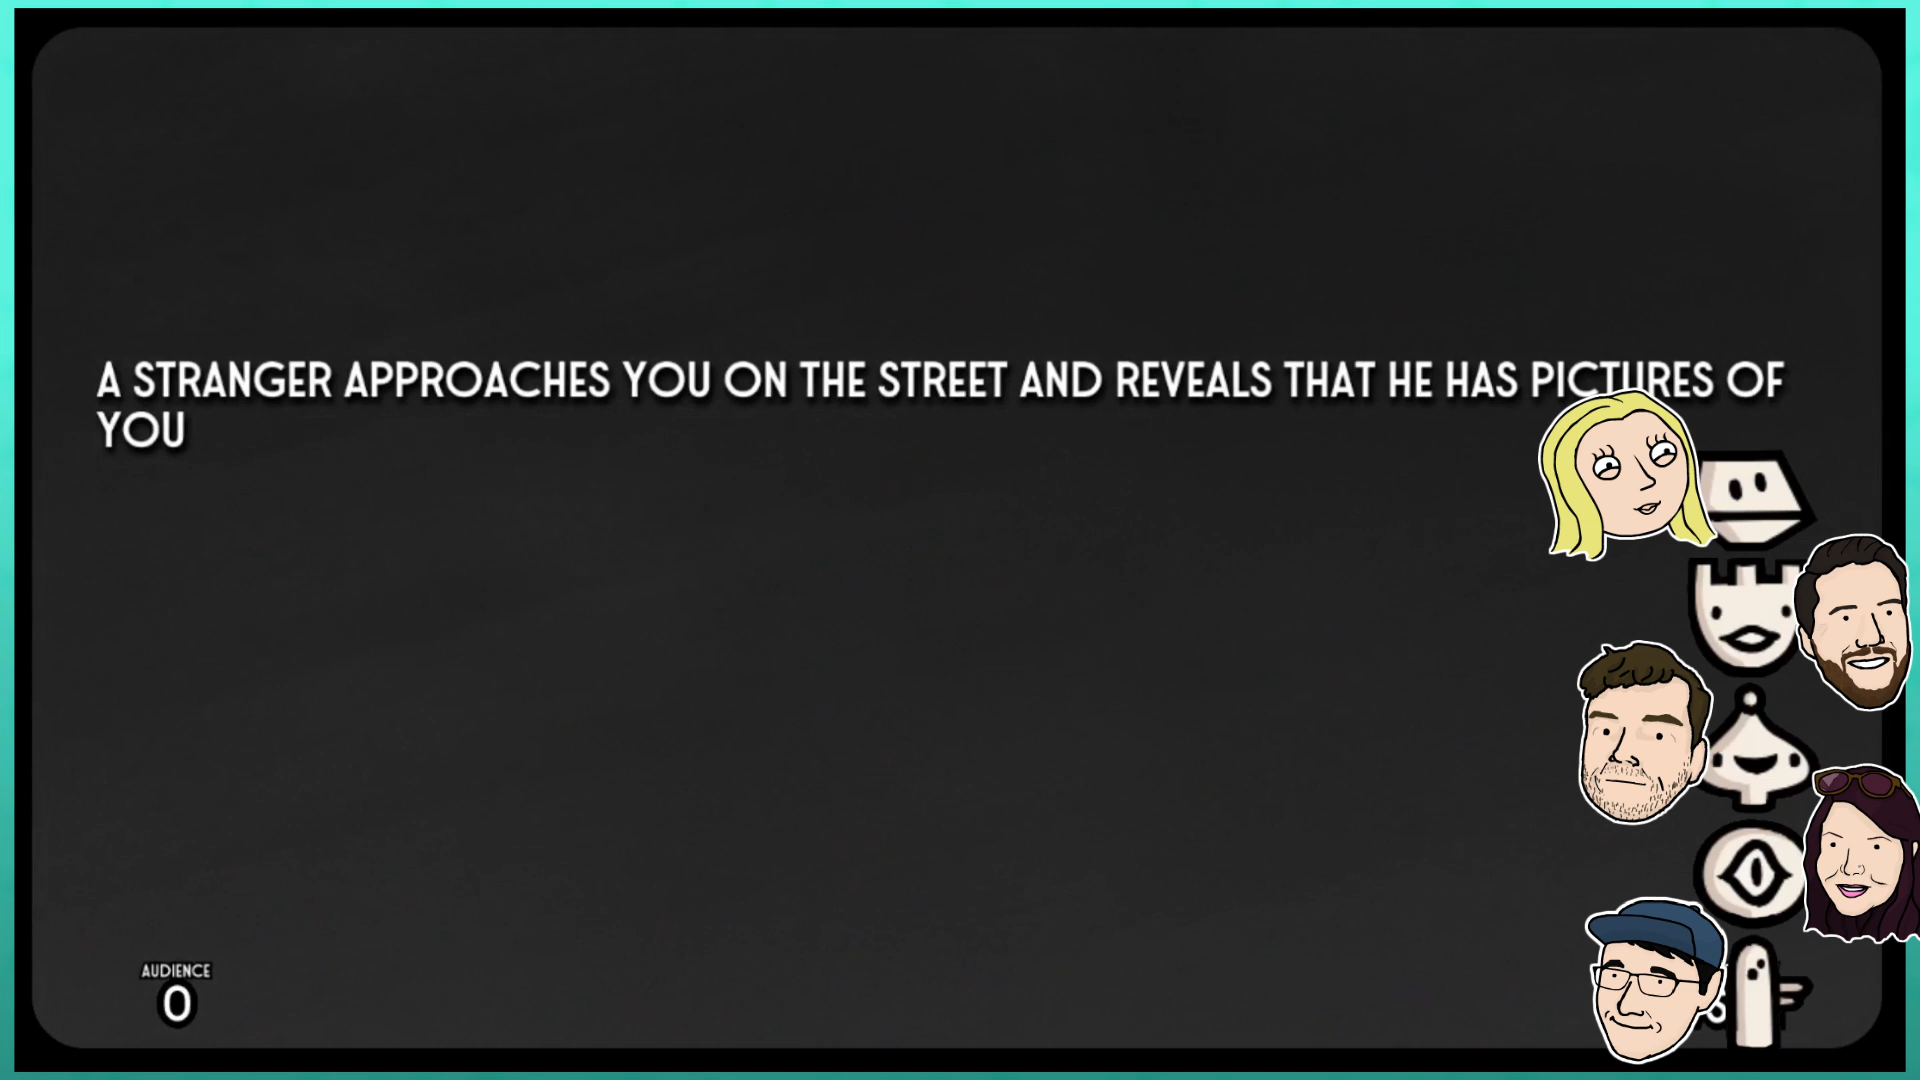 A STRANGER APPROACHES YOU ON THE STREET AND REVEALS THAT HE HAS PICTURES OF
YOU
AUDIENCE
0